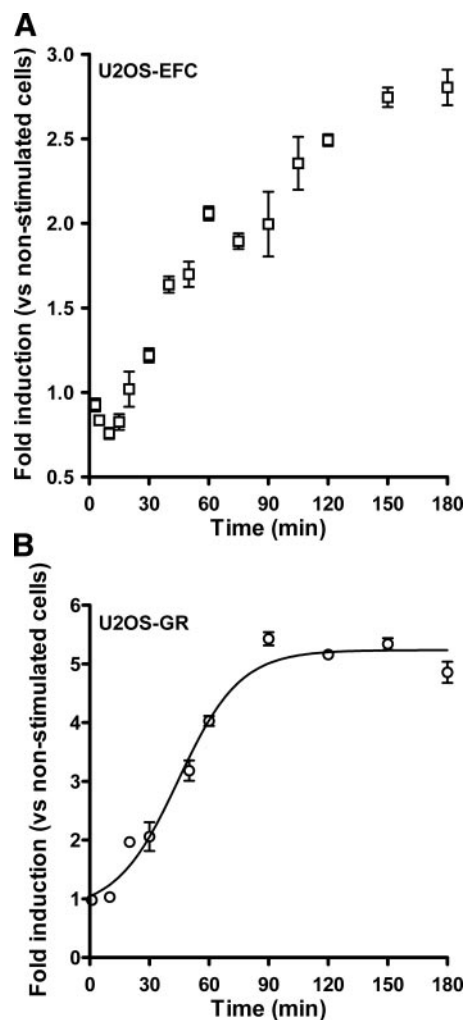 A
U2OS-EFC
Fold induction (vs non-stimulated cells)
3.0
2.5
2.0
1.5
1.0
0.5
0 30 60 90 120 150 180
Time (min)
B
U2OS-GR
Fold induction (vs non-stimulated cells)
6
5
4
3
2
1
0
0 30 60 90 120 150 180
Time (min)